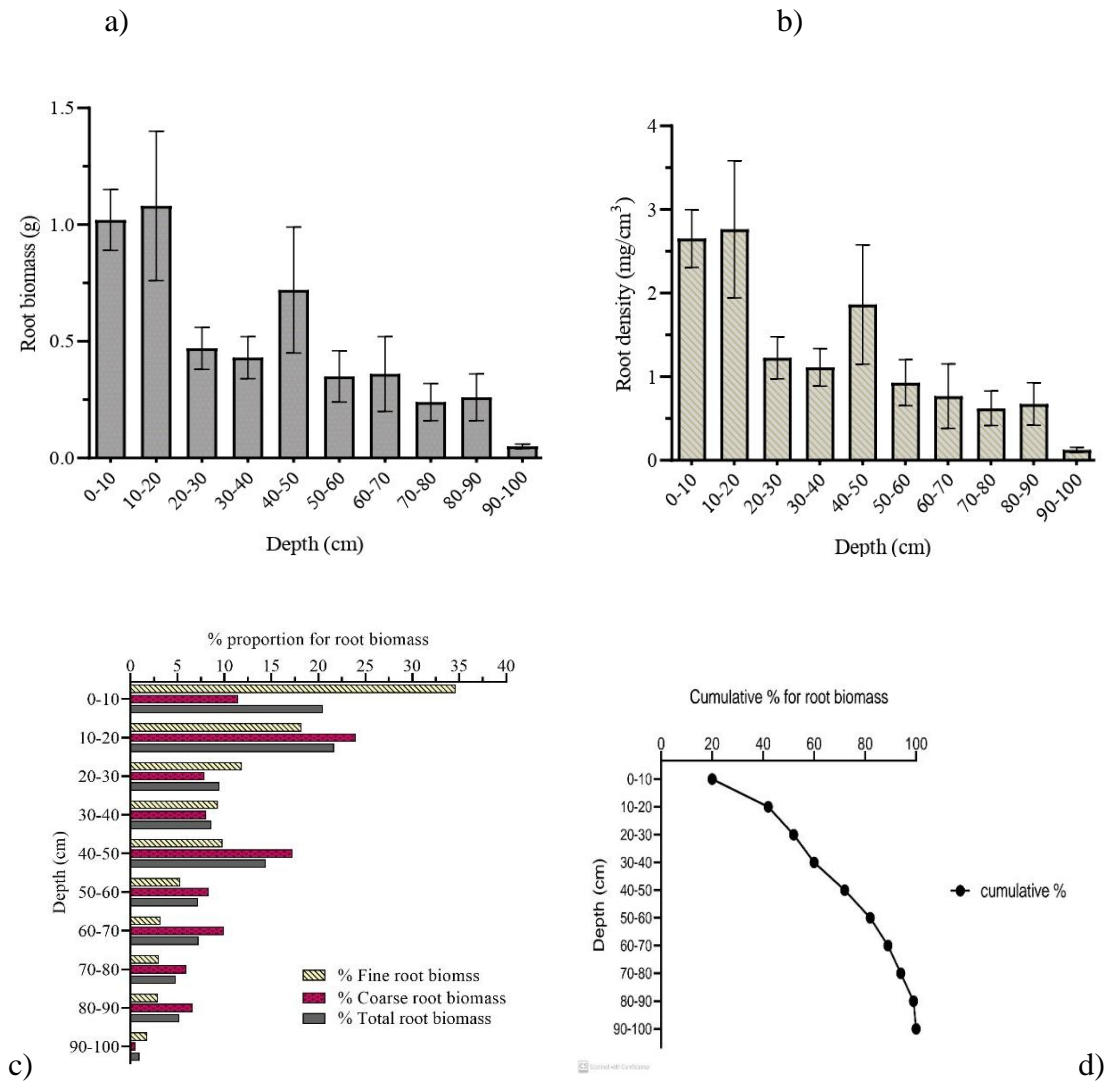 a)
b)
1.5
1.0
0.5
0.0
Root biomass (g)
0-10
10-20
20-30
30-40
40-50
50-60
60-70
70-80
80-90
90-100
Depth (cm)
4
3
2
1
0
Root density (mg/cm³)
0-10
10-20
20-30
30-40
40-50
50-60
60-70
70-80
80-90
90-100
Depth (cm)
% proportion for root biomass
0 5 10 15 20 25 30 35 40
0-10
10-20
20-30
30-40
40-50
50-60
60-70
70-80
80-90
90-100
Depth (cm)
% Fine root biomss
% Coarse root biomass
% Total root biomass
c)
Cumulative % for root biomass
0 20 40 60 80 100
0-10
10-20
20-30
30-40
40-50
50-60
60-70
70-80
80-90
90-100
Depth (cm)
cumulative %
CS Scanned with CamScanner
d)